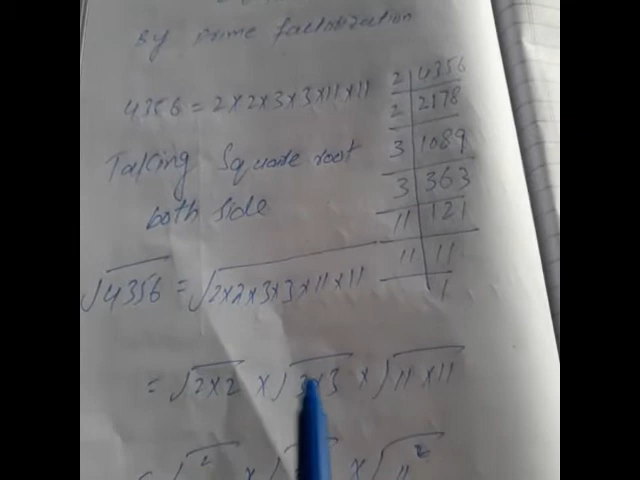 By Prime factorization
4356 = 2×2×3×3×11×11
2 | 4356
2 | 2178
3 | 1089
3 | 363
11 | 121
11 | 11
1
Taking Square root
both side
√4356 = √2×2×3×3×11×11
= √2×2 × √3×3 × √11×11